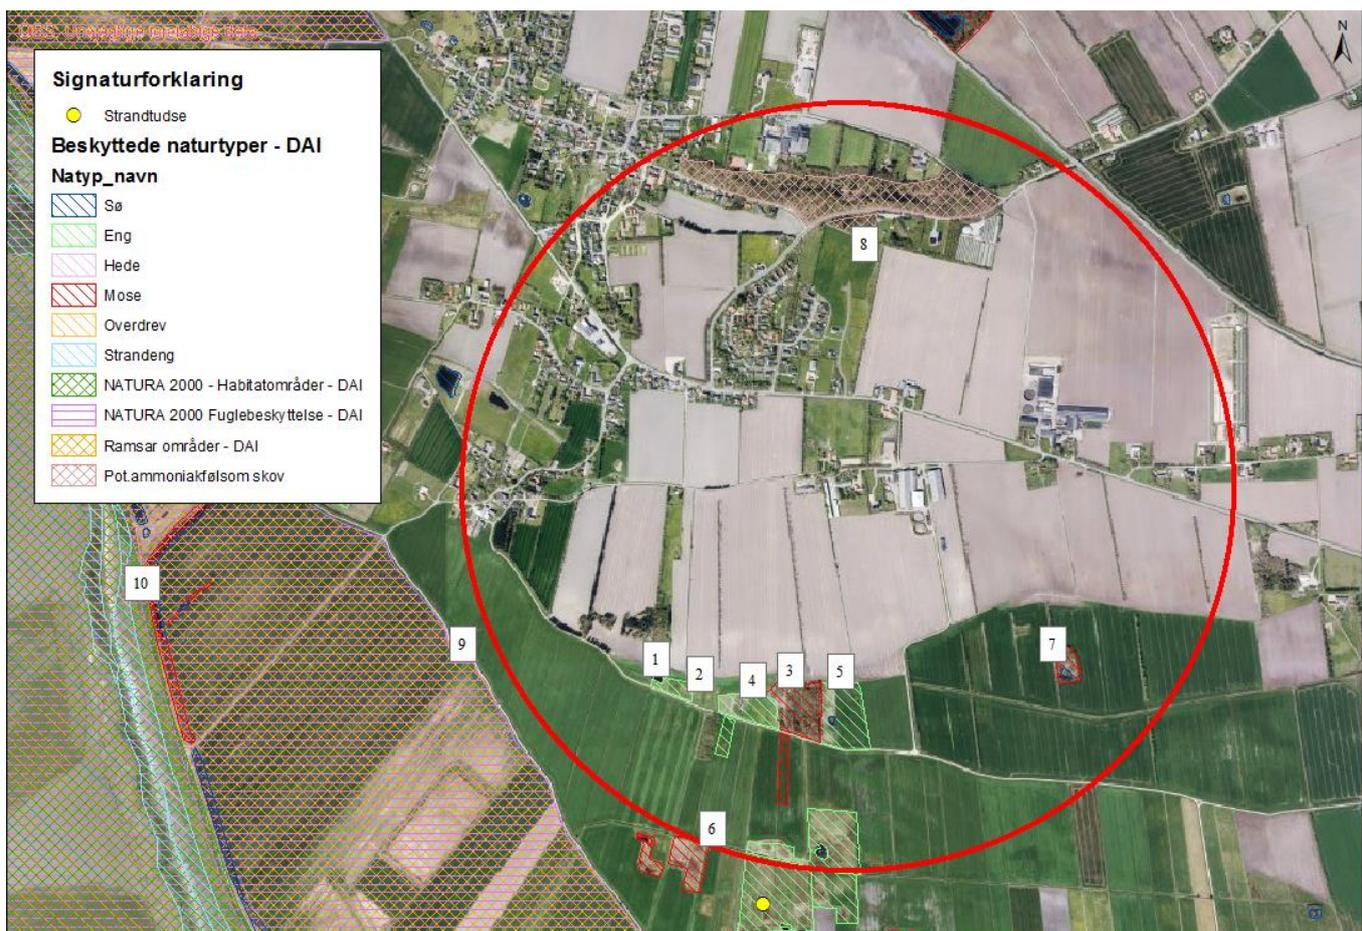 Signaturforklaring
Strandtudse
Beskyttede naturtyper - DAI
Natyp_navn
Sø
Eng
Hede
Mose
Overdrev
Strandeng
NATURA 2000 - Habitatområder - DAI
NATURA 2000 Fuglebeskyttelse - DAI
Ramsar områder - DAI
Pot.ammoniakfølsom skov
N
8
10
9
1
2
4
3
5
7
6